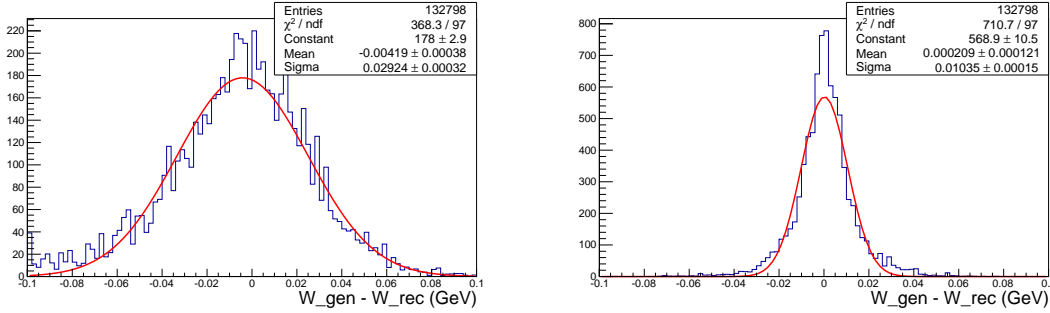 Entries 132798
χ² / ndf 368.3 / 97
Constant 178 ± 2.9
Mean -0.00419 ± 0.00038
Sigma 0.02924 ± 0.00032
220
200
180
160
140
120
100
80
60
40
20
0
-0.1 -0.08 -0.06 -0.04 -0.02 0 0.02 0.04 0.06 0.08 0.1
W_gen - W_rec (GeV)
Entries 132798
χ² / ndf 710.7 / 97
Constant 568.9 ± 10.5
Mean 0.000209 ± 0.000121
Sigma 0.01035 ± 0.00015
800
700
600
500
400
300
200
100
0
-0.1 -0.08 -0.06 -0.04 -0.02 0 0.02 0.04 0.06 0.08 0.
W_gen - W_rec (GeV)